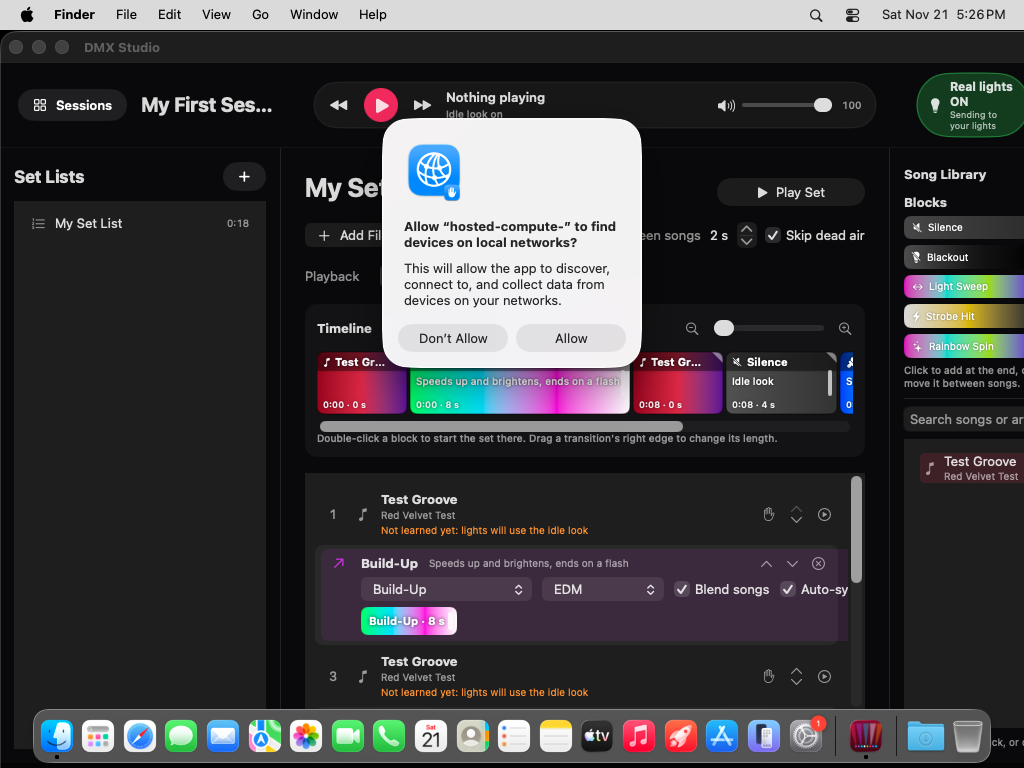 Finder File Edit View Go Window Help Sat Nov 21 5:26 PM
DMX Studio
Sessions My First Ses... Nothing playing 100
Idle look on
Real lights
ON
Sending to
your lights
Set Lists +
My Set List 0:18
My Set
Play Set
+ Add Fil
een songs 2 s Skip dead air
Playback
Allow “hosted-compute-” to find
devices on local networks?
This will allow the app to discover,
connect to, and collect data from
devices on your networks.
Don’t Allow Allow
Timeline
Test Gr...
0:00 · 0 s
Speeds up and brightens, ends on a flash
0:00 · 8 s
Test Gr...
0:08 · 0 s
Silence
Idle look
0:08 · 4 s
S
0
Double-click a block to start the set there. Drag a transition's right edge to change its length.
1 Test Groove
Red Velvet Test
Not learned yet: lights will use the idle look
Build-Up Speeds up and brightens, ends on a flash
Build-Up EDM Blend songs Auto-sy
Build-Up · 8 s
3 Test Groove
Red Velvet Test
Not learned yet: lights will use the idle look
Song Library
Blocks
Silence
Blackout
Light Sweep
Strobe Hit
Rainbow Spin
Click to add at the end, o
move it between songs.
Search songs or ar
Test Groove
Red Velvet Test
ck, or c
Sat
21
tv
1